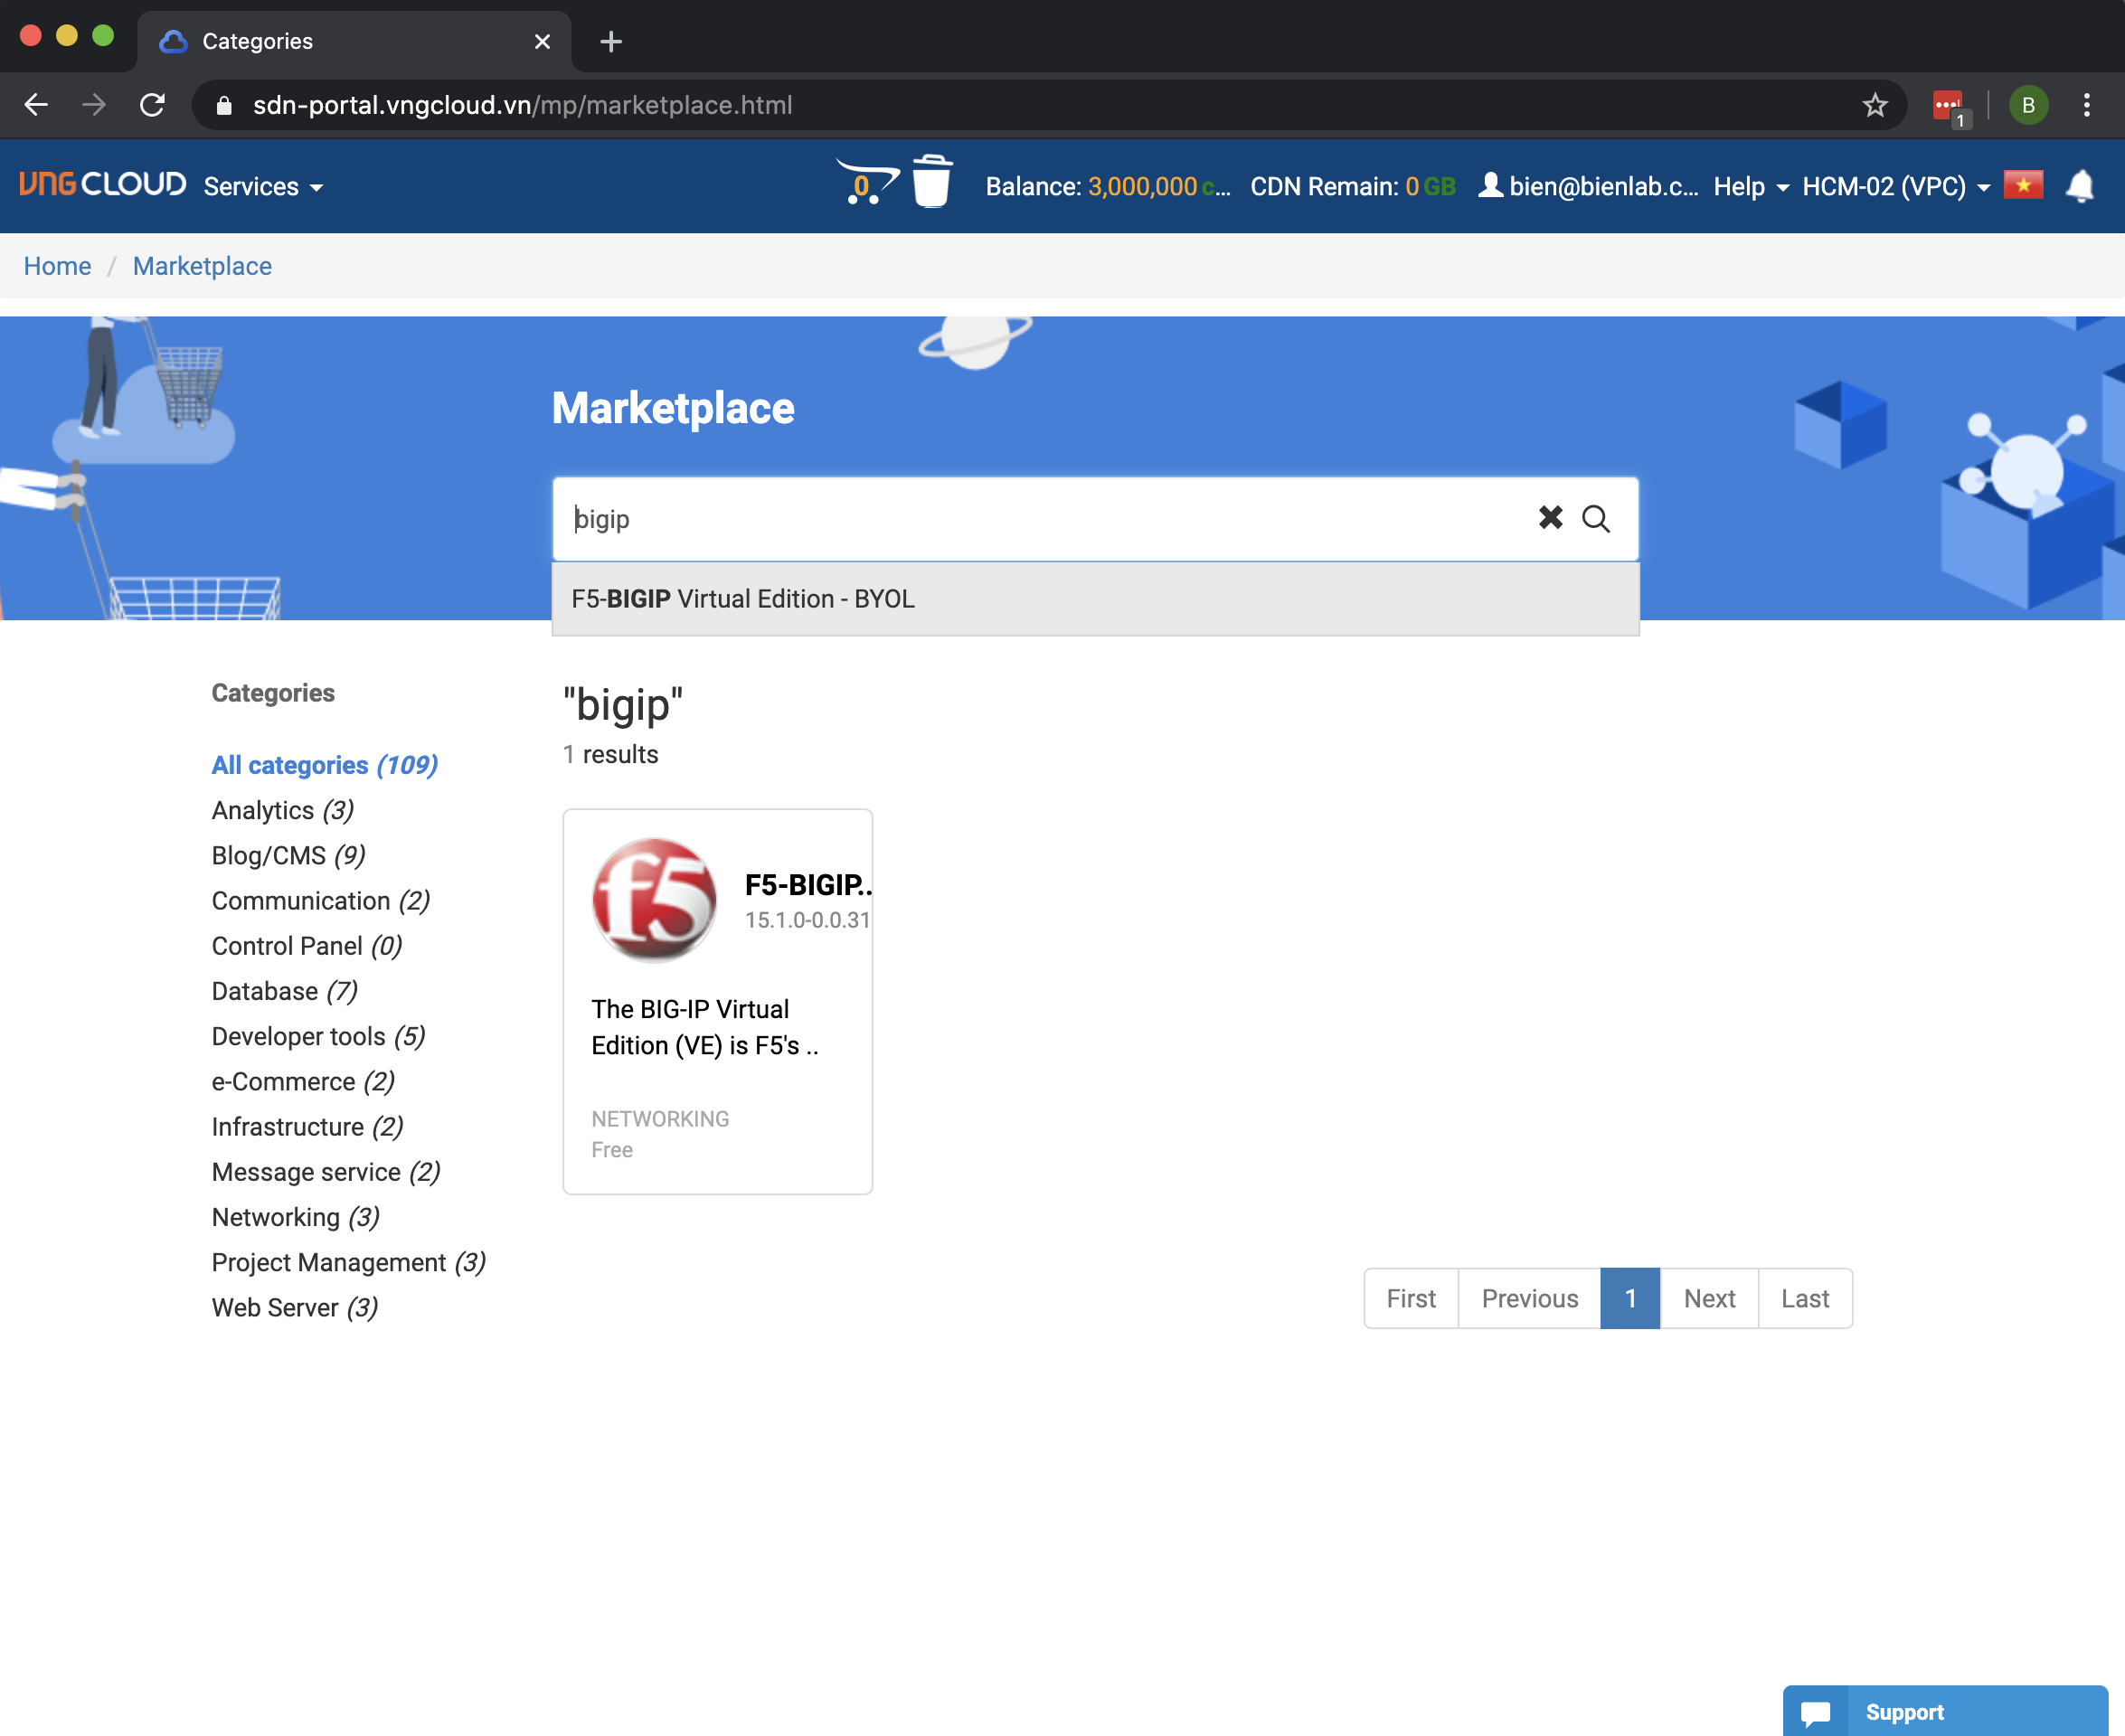 Categories
sdn-portal.vngcloud.vn/mp/marketplace.html
1
B
VNG CLOUD Services
0
Balance: 3,000,000 c... CDN Remain: 0 GB bien@bienlab.c... Help HCM-02 (VPC)
Home / Marketplace
Marketplace
bigip
F5-BIGIP Virtual Edition - BYOL
Categories
All categories (109)
Analytics (3)
Blog/CMS (9)
Communication (2)
Control Panel (0)
Database (7)
Developer tools (5)
e-Commerce (2)
Infrastructure (2)
Message service (2)
Networking (3)
Project Management (3)
Web Server (3)
"bigip"
1 results
f5
F5-BIGIP..
15.1.0-0.0.31
The BIG-IP Virtual
Edition (VE) is F5's ..
NETWORKING
Free
First Previous 1 Next Last
Support